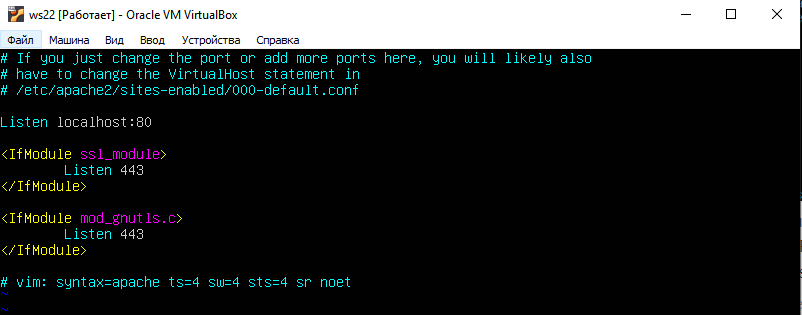 ws22 [Работает] - Oracle VM VirtualBox
Файл Машина Вид Ввод Устройства Справка
# If you just change the port or add more ports here, you will likely also
# have to change the VirtualHost statement in
# /etc/apache2/sites-enabled/000-default.conf
Listen localhost:80
<IfModule ssl_module>
        Listen 443
</IfModule>
<IfModule mod_gnutls.c>
        Listen 443
</IfModule>
# vim: syntax=apache ts=4 sw=4 sts=4 sr noet
~
~